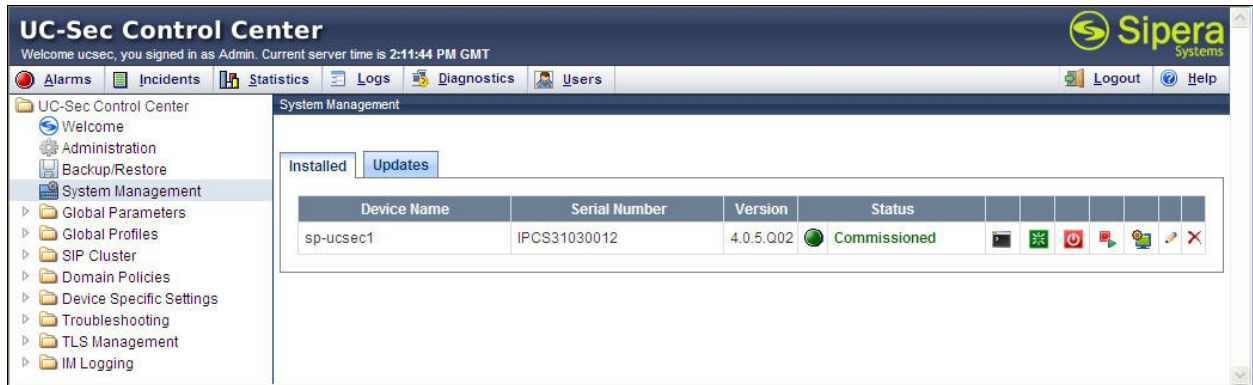 UC-Sec Control Center
Welcome ucsec, you signed in as Admin. Current server time is 2:11:44 PM GMT
Sipera
Systems
Alarms Incidents Statistics Logs Diagnostics Users Logout Help
UC-Sec Control Center
Welcome
Administration
Backup/Restore
System Management
Global Parameters
Global Profiles
SIP Cluster
Domain Policies
Device Specific Settings
Troubleshooting
TLS Management
IM Logging
System Management
Installed Updates
Device Name Serial Number Version Status
sp-ucsec1 IPCS31030012 4.0.5.Q02 Commissioned